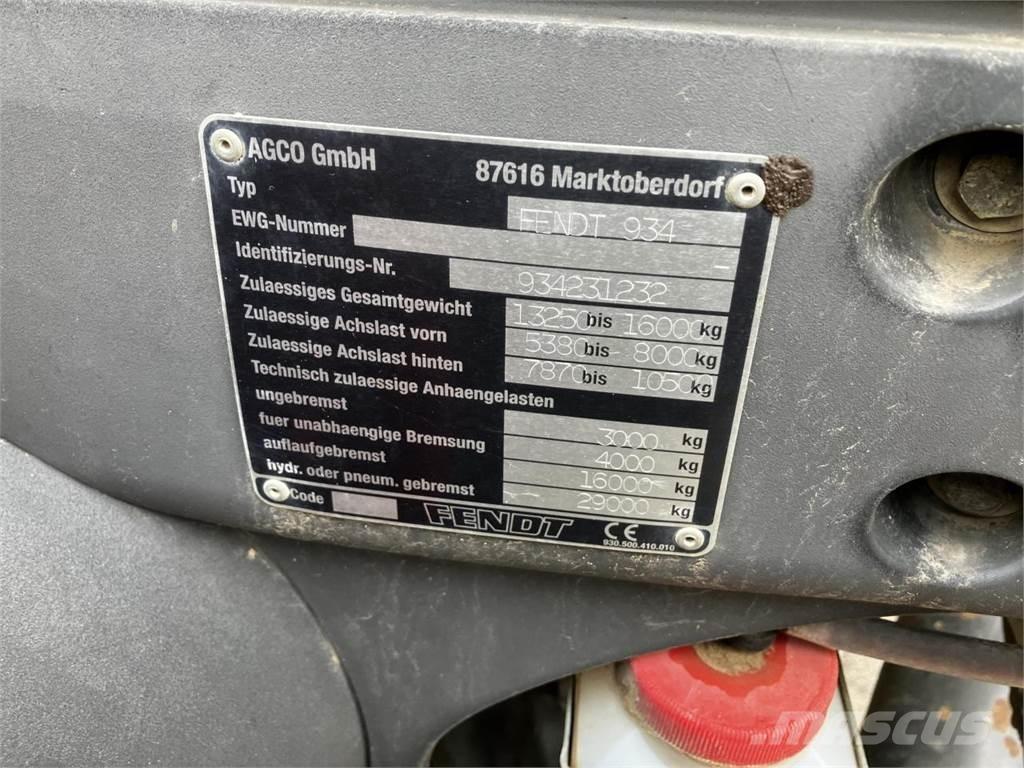 AGCO GmbH 87616 Marktoberdorf
Typ FENDT 934
EWG-Nummer -
Identifizierungs-Nr. 934231232
Zulaessiges Gesamtgewicht 13250 bis 16000 kg
Zulaessige Achslast vorn 5380 bis 8000 kg
Zulaessige Achslast hinten 7870 bis 1050 kg
Technisch zulaessige Anhaengelasten
ungebremst 3000 kg
fuer unabhaengige Bremsung 4000 kg
auflaufgebremst 16000 kg
hydr. oder pneum. gebremst 29000 kg
Code FENDT CE
930.500.410.010
MASCUS